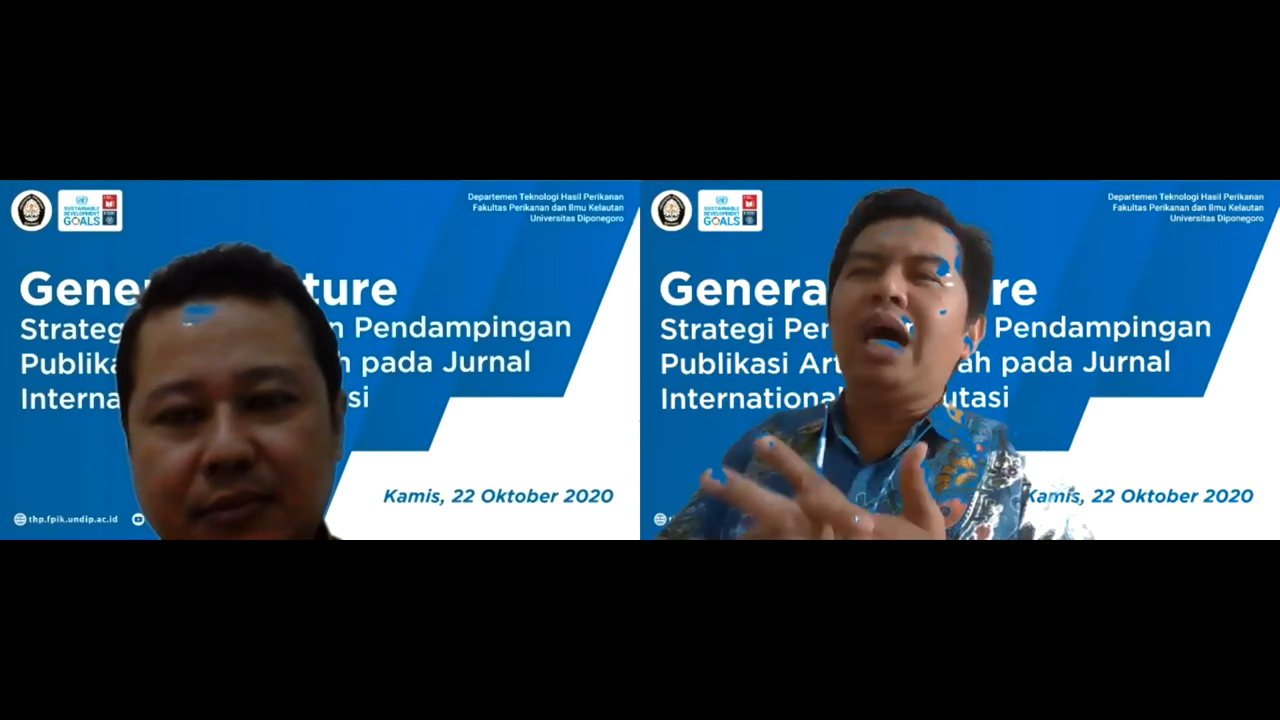 SUSTAINABLE
DEVELOPMENT
GOALS
Departemen Teknologi Hasil Perikanan
Fakultas Perikanan dan Ilmu Kelautan
Universitas Diponegoro
Gene ture
Strateg n Pendampingan
Publika h pada Jurnal
Interna si
Kamis, 22 Oktober 2020
thp.fpik.undip.ac.id
SUSTAINABLE
DEVELOPMENT
GOALS
Departemen Teknologi Hasil Perikanan
Fakultas Perikanan dan Ilmu Kelautan
Universitas Diponegoro
Genera re
Strategi Pen Pendampingan
Publikasi Art ah pada Jurnal
International utasi
Kamis, 22 Oktober 2020